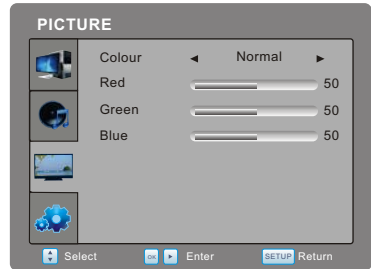 PICTURE
Colour Normal
Red 50
Green 50
Blue 50
Select OK Enter SETUP Return